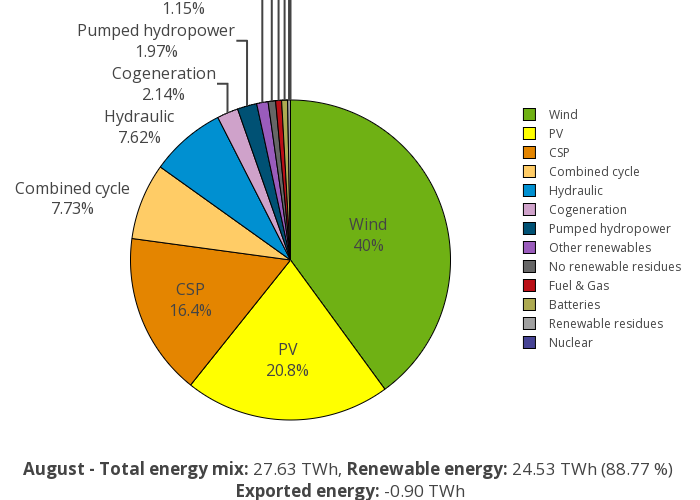 1.15%
Pumped hydropower
1.97%
Cogeneration
2.14%
Hydraulic
7.62%
Combined cycle
7.73%
Wind
40%
CSP
16.4%
PV
20.8%
Wind
PV
CSP
Combined cycle
Hydraulic
Cogeneration
Pumped hydropower
Other renewables
No renewable residues
Fuel & Gas
Batteries
Renewable residues
Nuclear
August - Total energy mix: 27.63 TWh, Renewable energy: 24.53 TWh (88.77 %)
Exported energy: -0.90 TWh